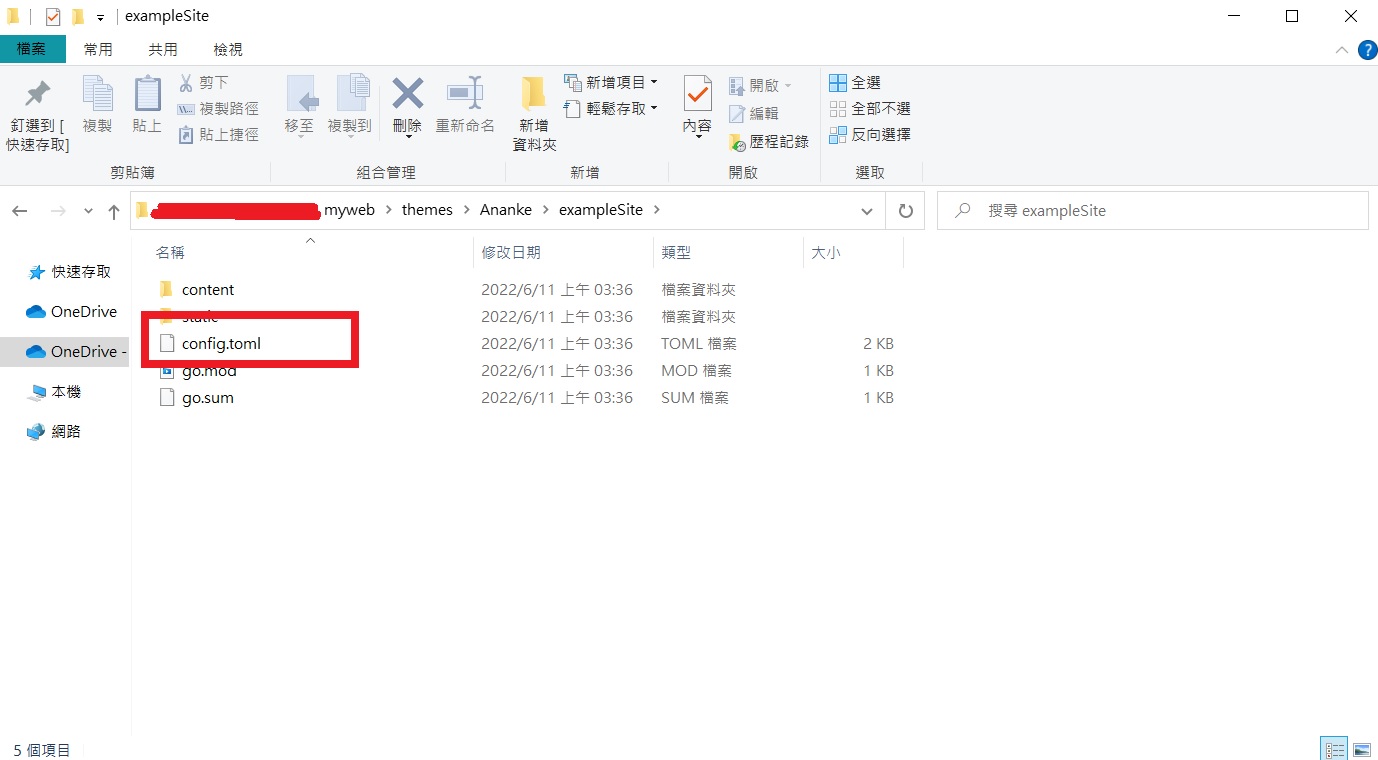 exampleSite
檔案 常用 共用 檢視
釘選到 [
快速存取]
複製
貼上
剪下
複製路徑
貼上捷徑
剪貼簿
移至
複製到
刪除
重新命名
組合管理
新增
資料夾
新增項目
輕鬆存取
新增
內容
開啟
編輯
歷程記錄
開啟
全選
全部不選
反向選擇
選取
myweb > themes > Ananke > exampleSite >
搜尋 exampleSite
快速存取
OneDrive
OneDrive -
本機
網路
名稱 修改日期 類型 大小
content 2022/6/11 上午 03:36 檔案資料夾
static 2022/6/11 上午 03:36 檔案資料夾
config.toml 2022/6/11 上午 03:36 TOML 檔案 2 KB
go.mod 2022/6/11 上午 03:36 MOD 檔案 1 KB
go.sum 2022/6/11 上午 03:36 SUM 檔案 1 KB
5 個項目